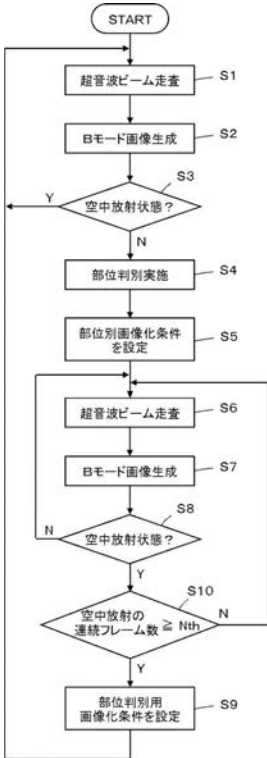 START
超音波ビーム走査
S1
Bモード画像生成
S2
S3
Y
空中放射状態？
N
部位判別実施
S4
部位別画像化条件
を設定
S5
超音波ビーム走査
S6
Bモード画像生成
S7
S8
N
空中放射状態？
Y
S10
空中放射の
連続フレーム数 ≧ Nth
N
Y
部位判別用
画像化条件を設定
S9